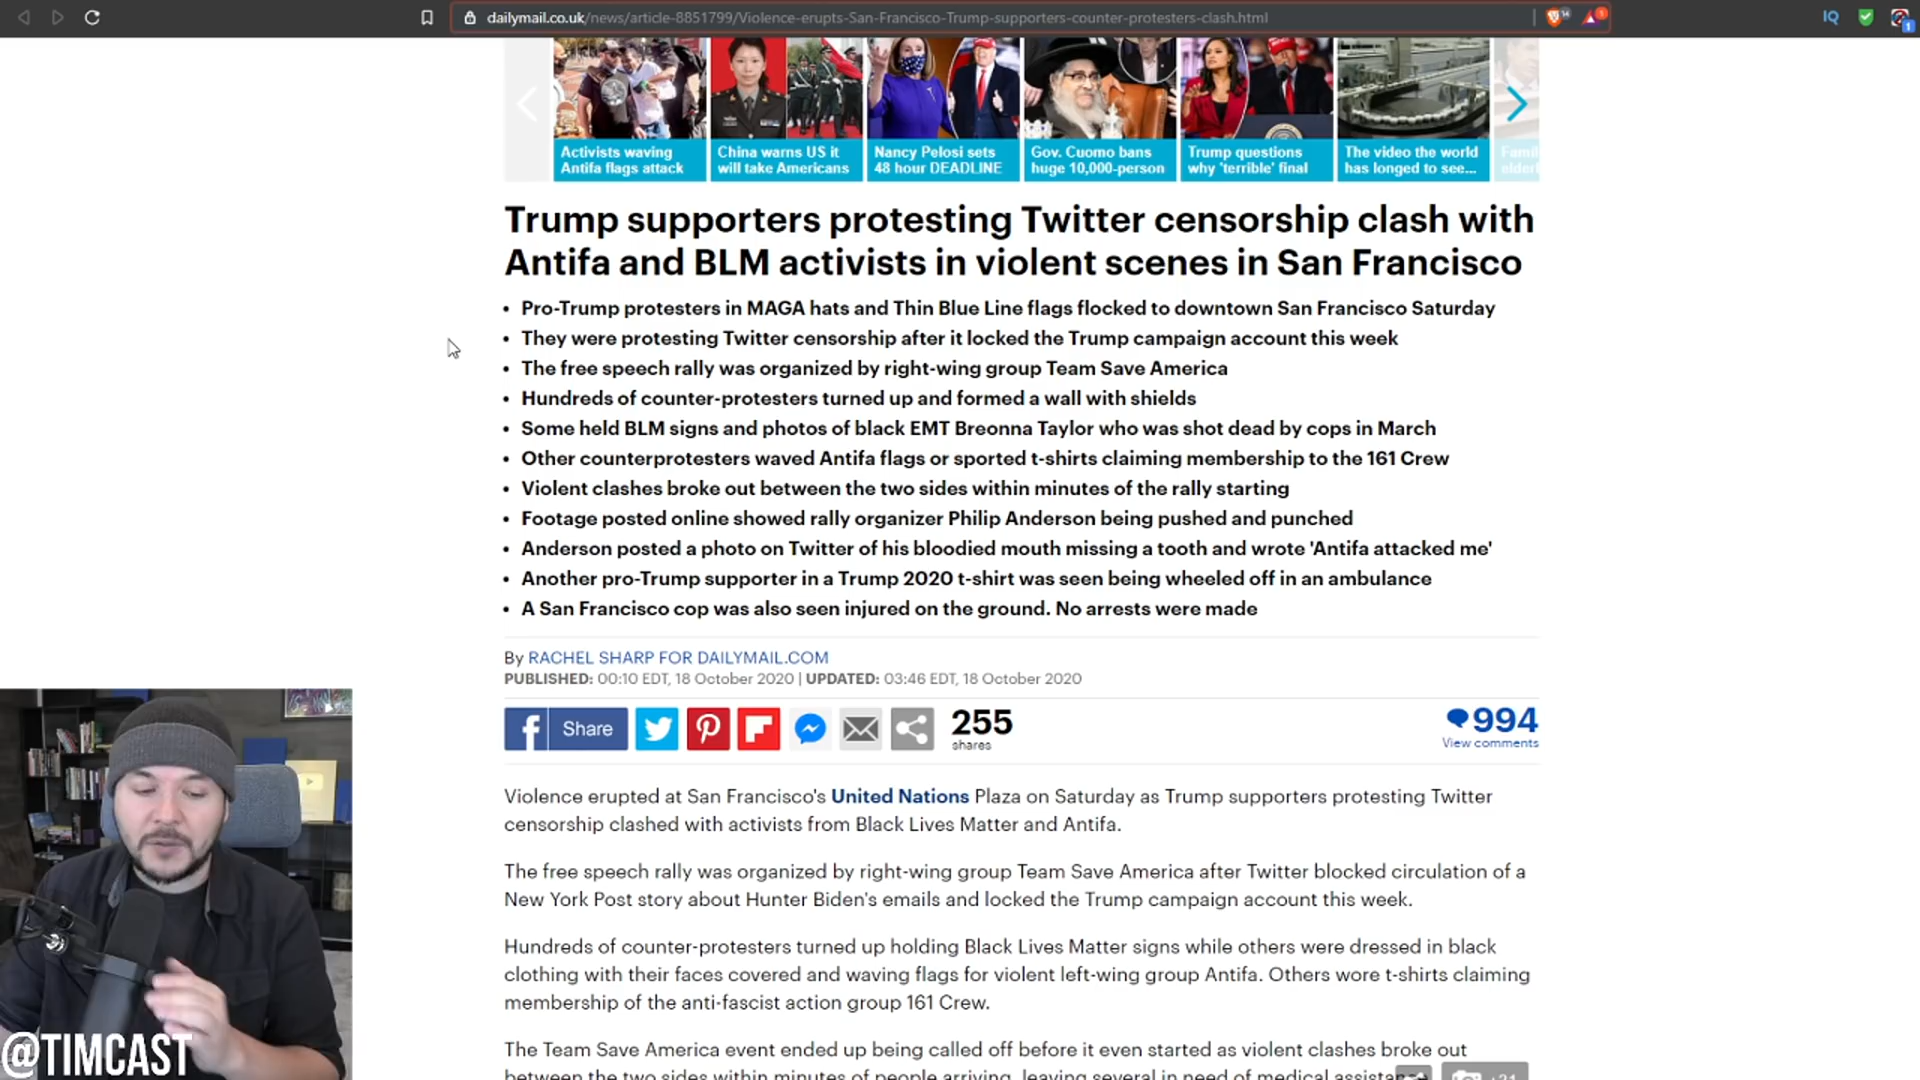 dailymail.co.uk/news/article-8851799/Violence-erupts-San-Francisco-Trump-supporters-counter-protesters-clash.html
IQ
Activists waving
Antifa flags attack
China warns US it
will take Americans
Nancy Pelosi sets
48 hour DEADLINE
Gov. Cuomo bans
huge 10,000-person
Trump questions
why 'terrible' final
The video the world
has longed to see...
Trump supporters protesting Twitter censorship clash with
Antifa and BLM activists in violent scenes in San Francisco
• Pro-Trump protesters in MAGA hats and Thin Blue Line flags flocked to downtown San Francisco Saturday
• They were protesting Twitter censorship after it locked the Trump campaign account this week
• The free speech rally was organized by right-wing group Team Save America
• Hundreds of counter-protesters turned up and formed a wall with shields
• Some held BLM signs and photos of black EMT Breonna Taylor who was shot dead by cops in March
• Other counterprotesters waved Antifa flags or sported t-shirts claiming membership to the 161 Crew
• Violent clashes broke out between the two sides within minutes of the rally starting
• Footage posted online showed rally organizer Philip Anderson being pushed and punched
• Anderson posted a photo on Twitter of his bloodied mouth missing a tooth and wrote 'Antifa attacked me'
• Another pro-Trump supporter in a Trump 2020 t-shirt was seen being wheeled off in an ambulance
• A San Francisco cop was also seen injured on the ground. No arrests were made
By RACHEL SHARP FOR DAILYMAIL.COM
PUBLISHED: 00:10 EDT, 18 October 2020 | UPDATED: 03:46 EDT, 18 October 2020
Share
255
shares
994
View comments
Violence erupted at San Francisco's United Nations Plaza on Saturday as Trump supporters protesting Twitter
censorship clashed with activists from Black Lives Matter and Antifa.
The free speech rally was organized by right-wing group Team Save America after Twitter blocked circulation of a
New York Post story about Hunter Biden's emails and locked the Trump campaign account this week.
Hundreds of counter-protesters turned up holding Black Lives Matter signs while others were dressed in black
clothing with their faces covered and waving flags for violent left-wing group Antifa. Others wore t-shirts claiming
membership of the anti-fascist action group 161 Crew.
The Team Save America event ended up being called off before it even started as violent clashes broke out
between the two sides within minutes of people arriving, leaving several in need of medical assistance
@TIMCAST